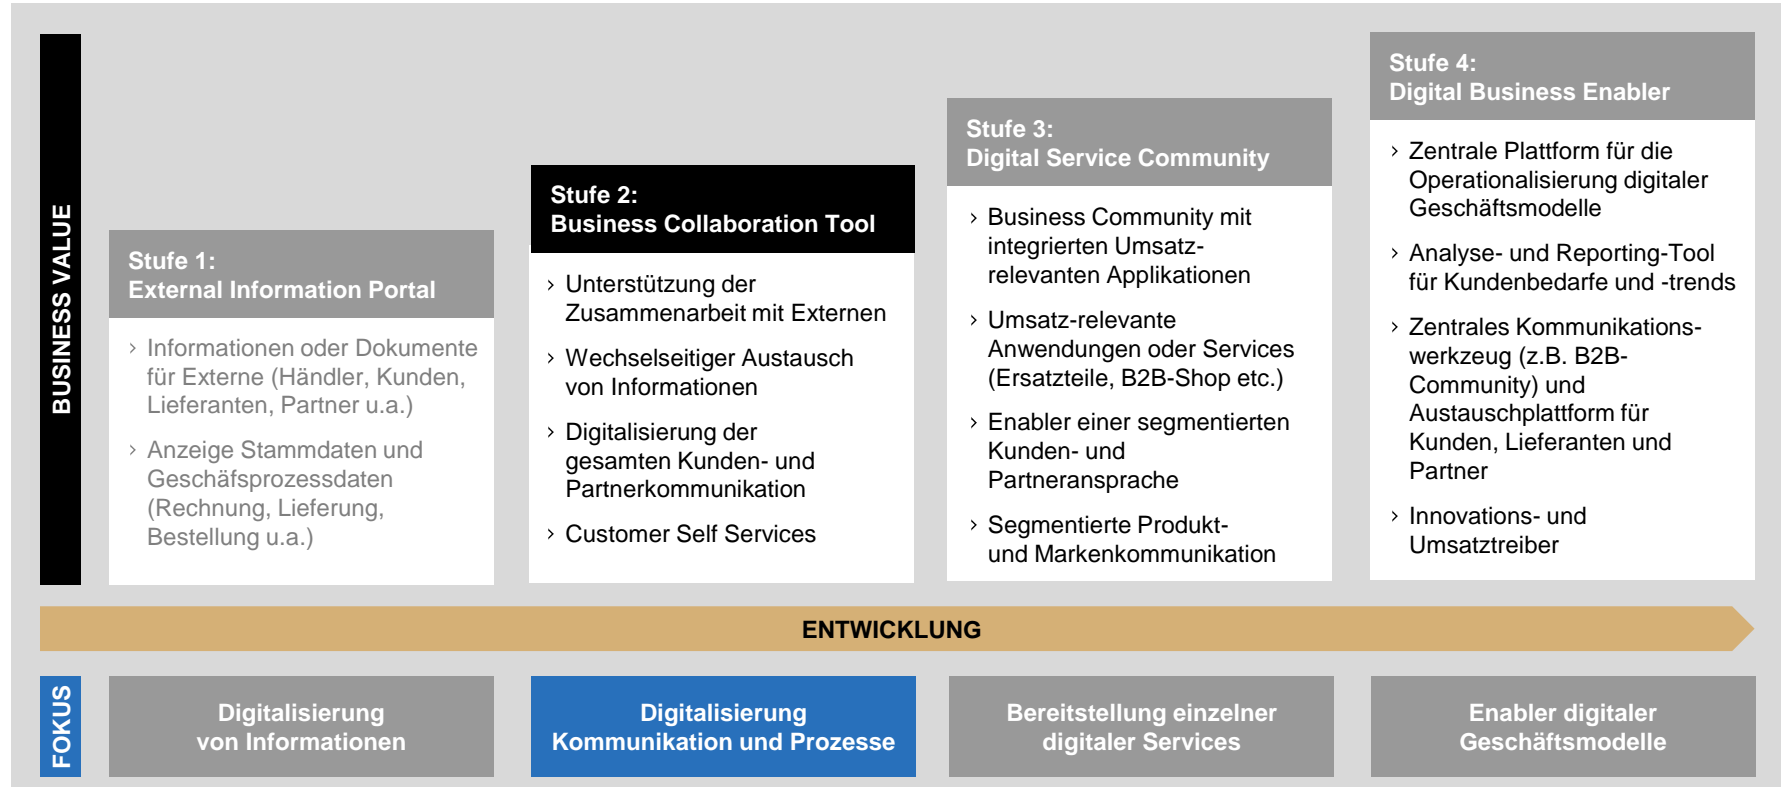 BUSINESS VALUE
Stufe 1:
External Information Portal
› Informationen oder Dokumente
für Externe (Händler, Kunden,
Lieferanten, Partner u.a.)
› Anzeige Stammdaten und
Geschäfsprozessdaten
(Rechnung, Lieferung,
Bestellung u.a.)
Stufe 2:
Business Collaboration Tool
› Unterstützung der
Zusammenarbeit mit Externen
› Wechselseitiger Austausch
von Informationen
› Digitalisierung der
gesamten Kunden- und
Partnerkommunikation
› Customer Self Services
Stufe 3:
Digital Service Community
› Business Community mit
integrierten Umsatz-
relevanten Applikationen
› Umsatz-relevante
Anwendungen oder Services
(Ersatzteile, B2B-Shop etc.)
› Enabler einer segmentierten
Kunden- und
Partneransprache
› Segmentierte Produkt-
und Markenkommunikation
Stufe 4:
Digital Business Enabler
› Zentrale Plattform für die
Operationalisierung digitaler
Geschäftsmodelle
› Analyse- und Reporting-Tool
für Kundenbedarfe und -trends
› Zentrales Kommunikations-
werkzeug (z.B. B2B-
Community) und
Austauschplattform für
Kunden, Lieferanten und
Partner
› Innovations- und
Umsatztreiber
ENTWICKLUNG
FOKUS
Digitalisierung
von Informationen
Digitalisierung
Kommunikation und Prozesse
Bereitstellung einzelner
digitaler Services
Enabler digitaler
Geschäftsmodelle